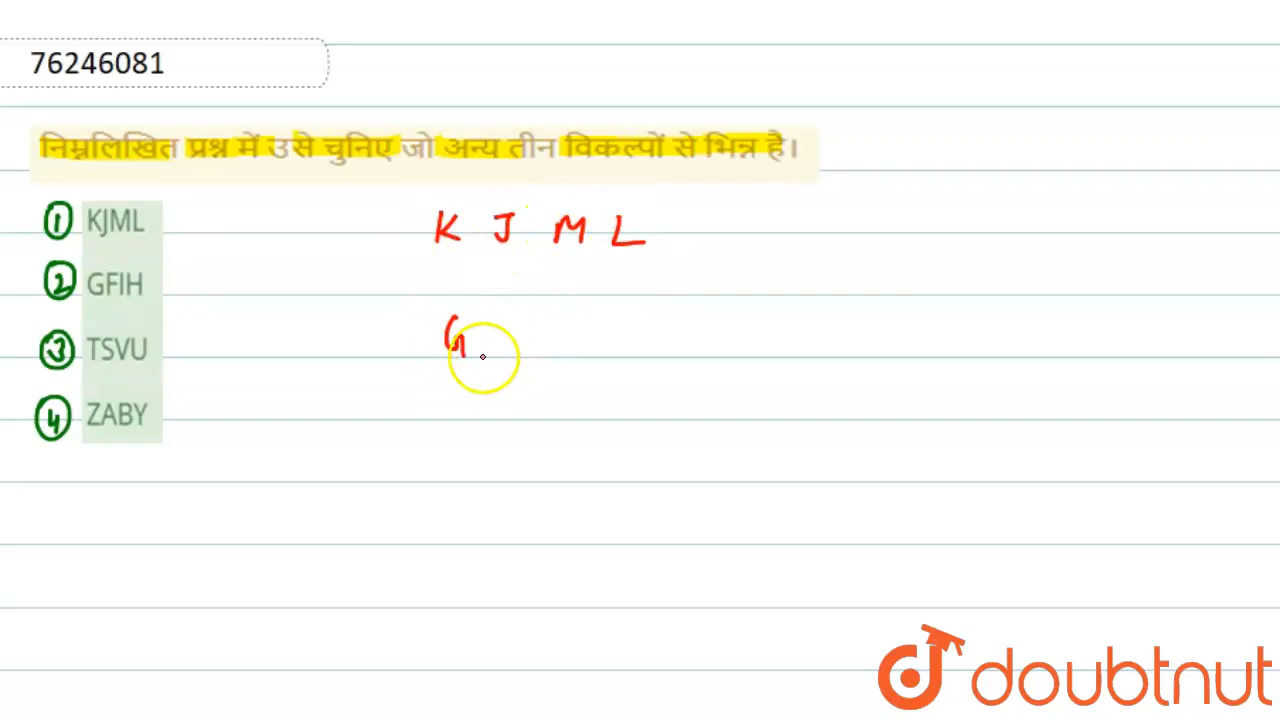 76246081
निम्नलिखित प्रश्न में उसे चुनिए जो अन्य तीन विकल्पों से भिन्न है।
1 KJML
K J M L
2 GFIH
G
3 TSVU
4 ZABY
doubtnut